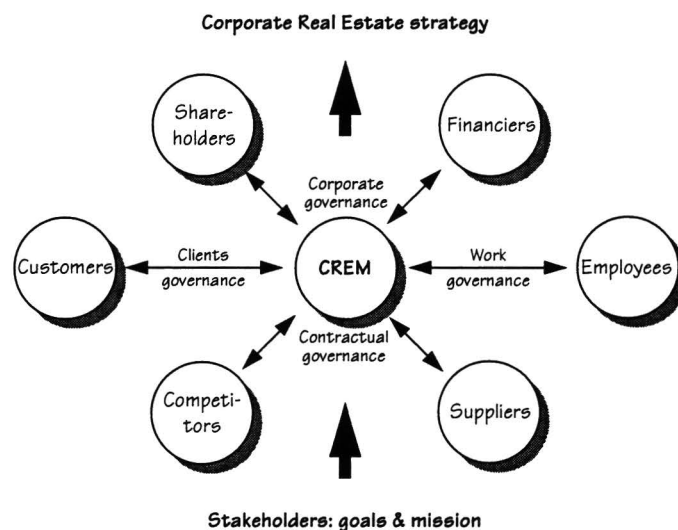 Corporate Real Estate strategy
Share-
holders
Financiers
Corporate
governance
Customers
Clients
governance
CREM
Work
governance
Employees
Contractual
governance
Competi-
tors
Suppliers
Stakeholders: goals & mission